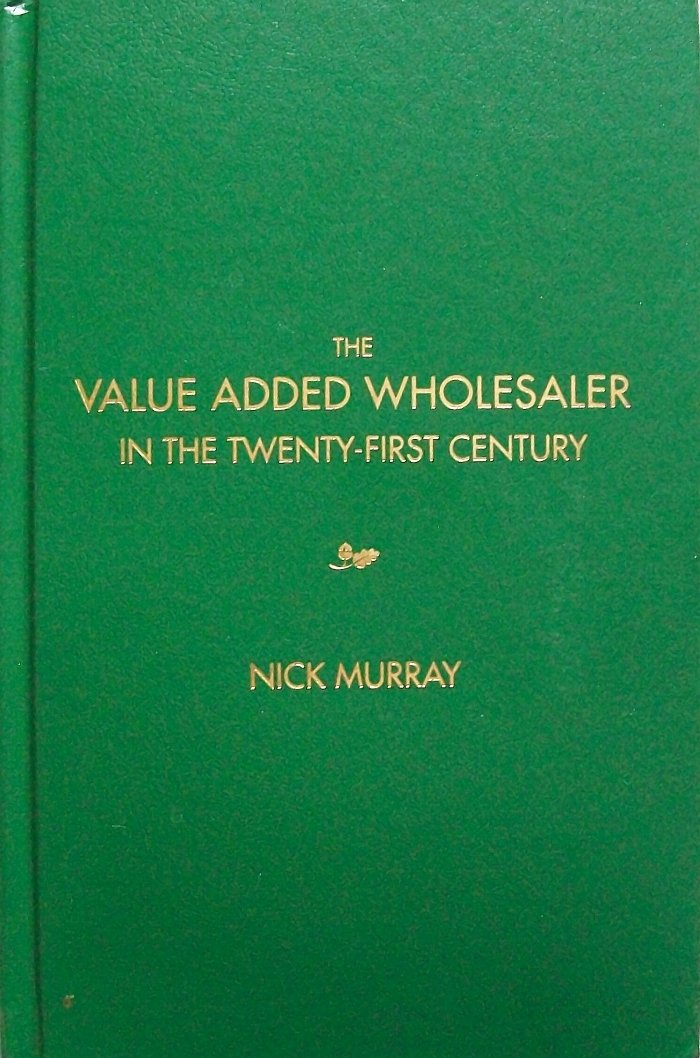 THE
VALUE ADDED WHOLESALER
IN THE TWENTY-FIRST CENTURY
NICK MURRAY